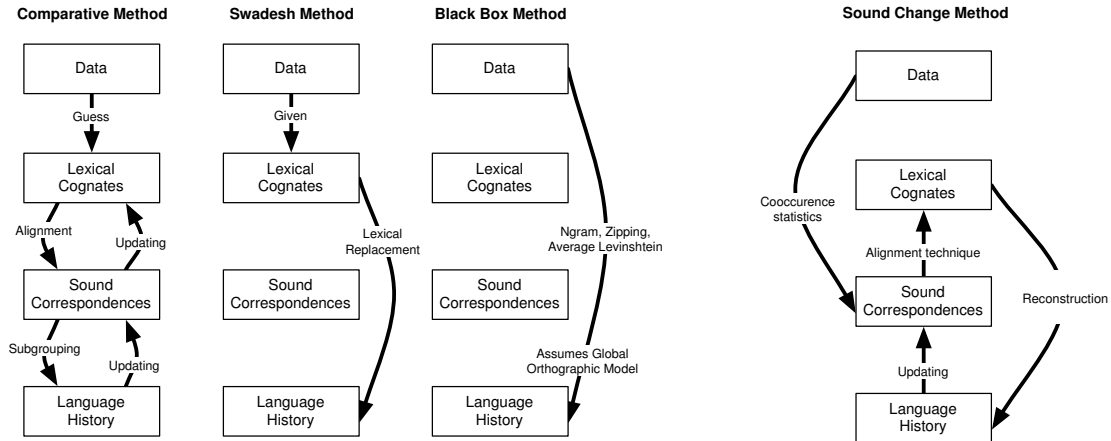 Comparative Method
Data
Guess
Lexical
Cognates
Alignment
Updating
Sound
Correspondences
Subgrouping
Updating
Language
History
Swadesh Method
Data
Given
Lexical
Cognates
Lexical
Replacement
Sound
Correspondences
Language
History
Black Box Method
Data
Lexical
Cognates
Ngram, Zipping,
Average Levinshtein
Sound
Correspondences
Assumes Global
Orthographic Model
Language
History
Sound Change Method
Data
Cooccurence
statistics
Lexical
Cognates
Alignment technique
Sound
Correspondences
Reconstruction
Updating
Language
History